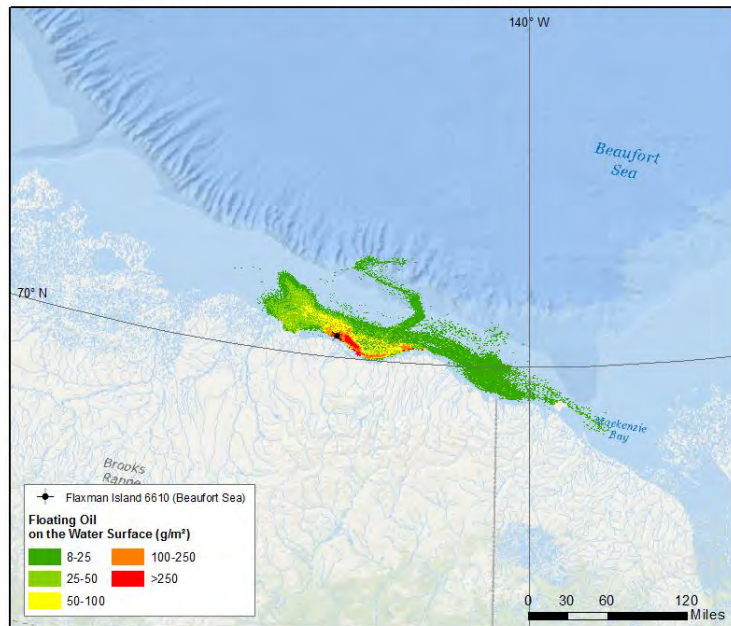 140° W
Beaufort
Sea
70° N
Mackenzie
Bay
Brooks
Range
Flaxman Island 6610 (Beaufort Sea)
Floating Oil
on the Water Surface (g/m²)
8-25
100-250
25-50
>250
50-100
0 30 60 120
Miles